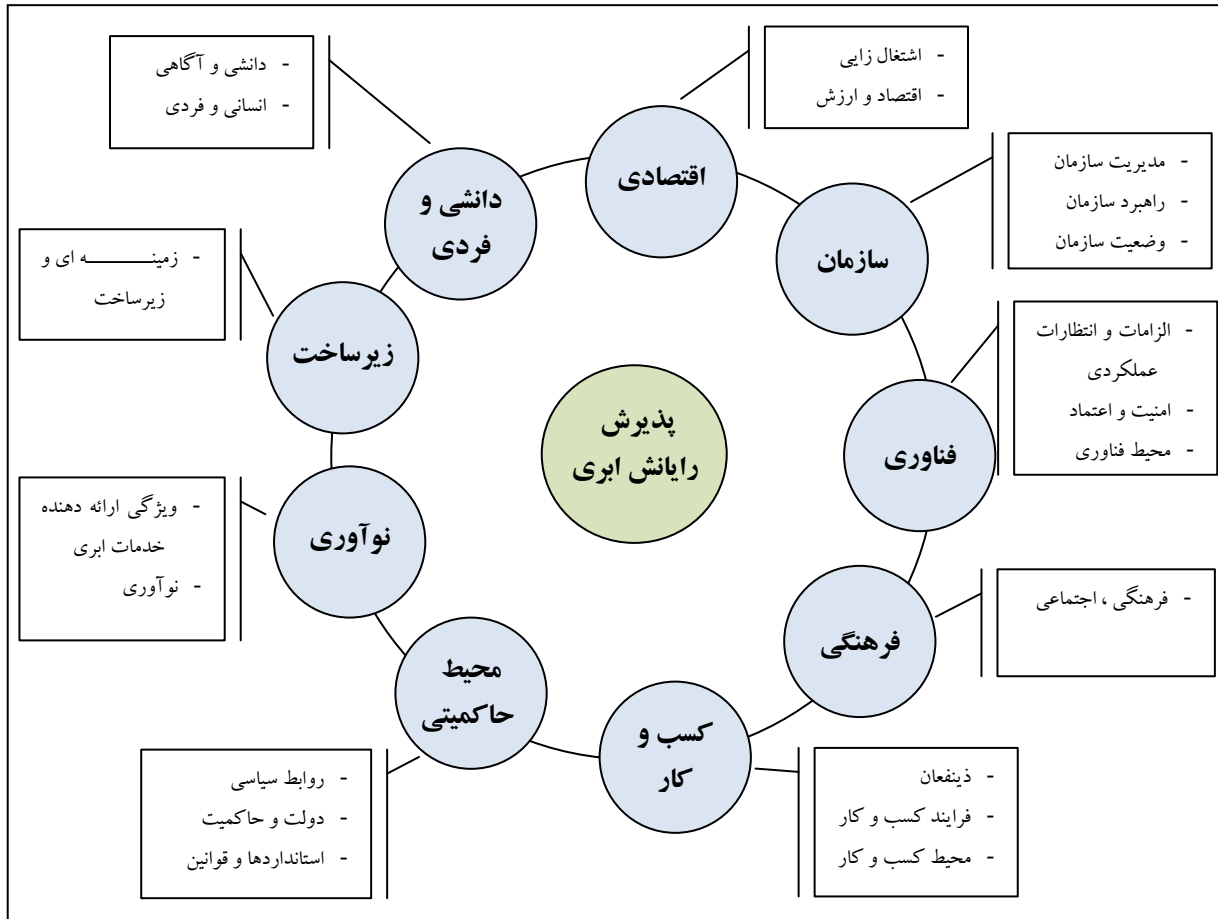 پذیرش
رایانش ابری
اقتصادی
- اشتغال زایی
- اقتصاد و ارزش
سازمان
- مدیریت سازمان
- راهبرد سازمان
- وضعیت سازمان
فناوری
- الزامات و انتظارات
عملکردی
- امنیت و اعتماد
- محیط فناوری
فرهنگی
- فرهنگی ، اجتماعی
کسب و
کار
- ذینفعان
- فرایند کسب و کار
- محیط کسب و کار
محیط
حاکمیتی
- روابط سیاسی
- دولت و حاکمیت
- استانداردها و قوانین
نوآوری
- ویژگی ارائه دهنده
خدمات ابری
- نوآوری
زیرساخت
- زمینـــــــه ای و
زیرساخت
دانشی و
فردی
- دانشی و آگاهی
- انسانی و فردی